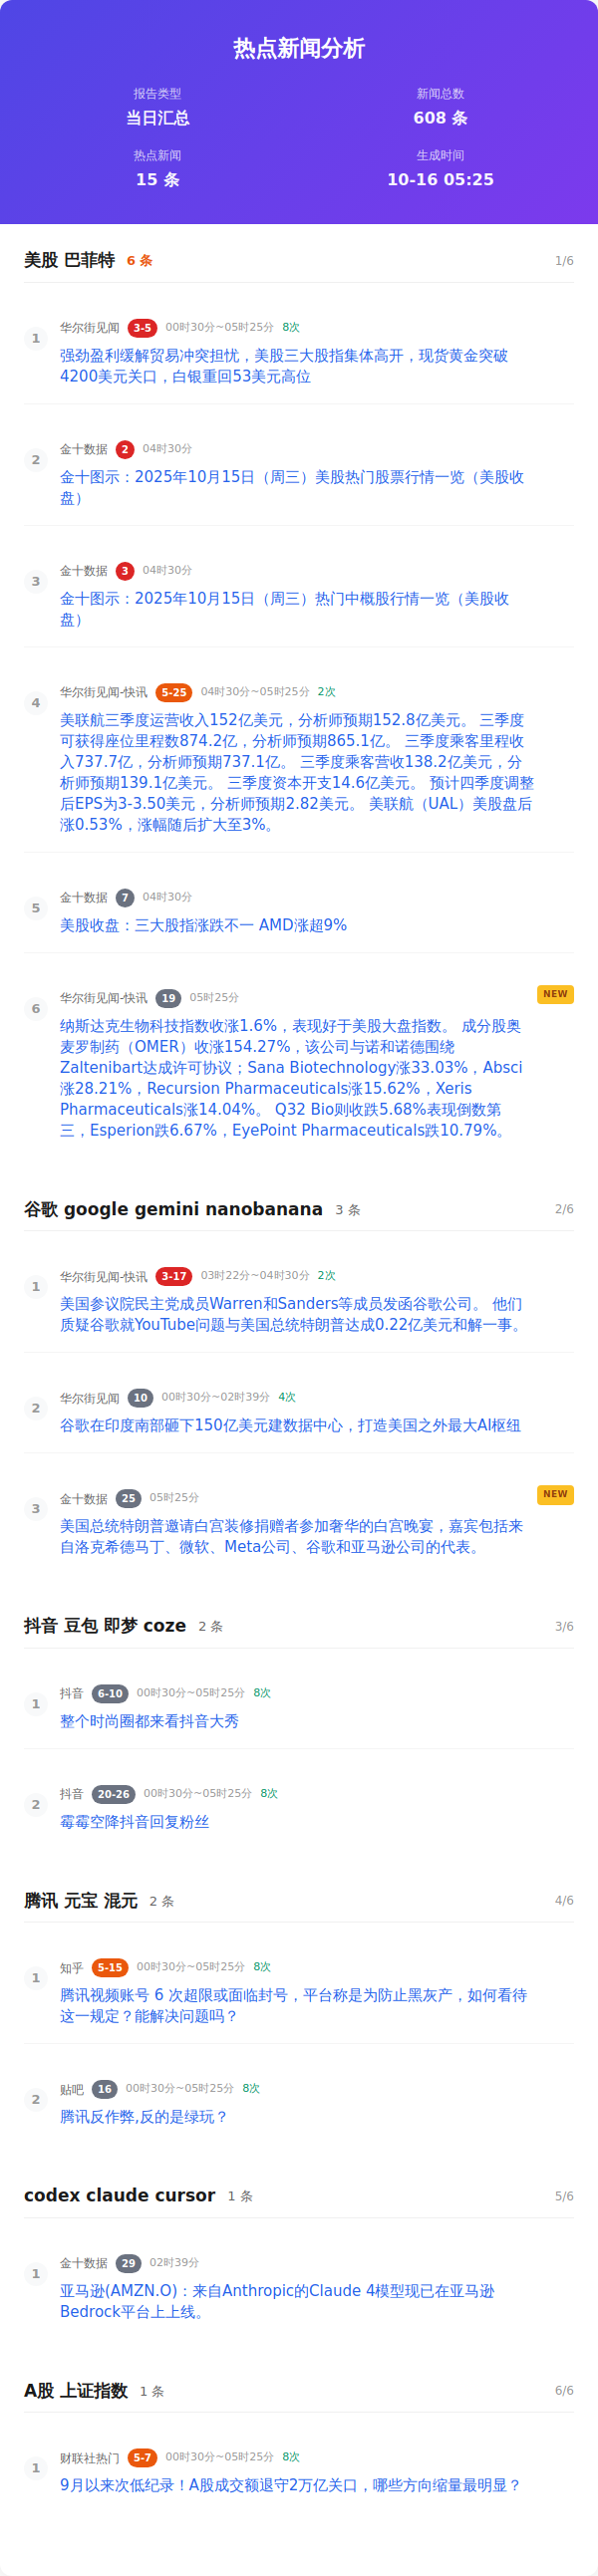 热点新闻分析
报告类型
新闻总数
当日汇总
608 条
热点新闻
生成时间
15 条
10-16 05:25
美股 巴菲特 6 条 1/6
1
华尔街见闻 3-5 00时30分~05时25分 8次
强劲盈利缓解贸易冲突担忧，美股三大股指集体高开，现货黄金突破
4200美元关口，白银重回53美元高位
2
金十数据 2 04时30分
金十图示：2025年10月15日（周三）美股热门股票行情一览（美股收
盘）
3
金十数据 3 04时30分
金十图示：2025年10月15日（周三）热门中概股行情一览（美股收
盘）
4
华尔街见闻-快讯 5-25 04时30分~05时25分 2次
美联航三季度运营收入152亿美元，分析师预期152.8亿美元。 三季度
可获得座位里程数874.2亿，分析师预期865.1亿。 三季度乘客里程收
入737.7亿，分析师预期737.1亿。 三季度乘客营收138.2亿美元，分
析师预期139.1亿美元。 三季度资本开支14.6亿美元。 预计四季度调整
后EPS为3-3.50美元，分析师预期2.82美元。 美联航（UAL）美股盘后
涨0.53%，涨幅随后扩大至3%。
5
金十数据 7 04时30分
美股收盘：三大股指涨跌不一 AMD涨超9%
6
华尔街见闻-快讯 19 05时25分 NEW
纳斯达克生物科技指数收涨1.6%，表现好于美股大盘指数。 成分股奥
麦罗制药（OMER）收涨154.27%，该公司与诺和诺德围绕
Zaltenibart达成许可协议；Sana Biotechnology涨33.03%，Absci
涨28.21%，Recursion Pharmaceuticals涨15.62%，Xeris
Pharmaceuticals涨14.04%。 Q32 Bio则收跌5.68%表现倒数第
三，Esperion跌6.67%，EyePoint Pharmaceuticals跌10.79%。
谷歌 google gemini nanobanana 3 条 2/6
1
华尔街见闻-快讯 3-17 03时22分~04时30分 2次
美国参议院民主党成员Warren和Sanders等成员发函谷歌公司。 他们
质疑谷歌就YouTube问题与美国总统特朗普达成0.22亿美元和解一事。
2
华尔街见闻 10 00时30分~02时39分 4次
谷歌在印度南部砸下150亿美元建数据中心，打造美国之外最大AI枢纽
3
金十数据 25 05时25分 NEW
美国总统特朗普邀请白宫装修捐赠者参加奢华的白宫晚宴，嘉宾包括来
自洛克希德马丁、微软、Meta公司、谷歌和亚马逊公司的代表。
抖音 豆包 即梦 coze 2 条 3/6
1
抖音 6-10 00时30分~05时25分 8次
整个时尚圈都来看抖音大秀
2
抖音 20-26 00时30分~05时25分 8次
霉霉空降抖音回复粉丝
腾讯 元宝 混元 2 条 4/6
1
知乎 5-15 00时30分~05时25分 8次
腾讯视频账号 6 次超限或面临封号，平台称是为防止黑灰产，如何看待
这一规定？能解决问题吗？
2
贴吧 16 00时30分~05时25分 8次
腾讯反作弊,反的是绿玩？
codex claude cursor 1 条 5/6
1
金十数据 29 02时39分
亚马逊(AMZN.O)：来自Anthropic的Claude 4模型现已在亚马逊
Bedrock平台上上线。
A股 上证指数 1 条 6/6
1
财联社热门 5-7 00时30分~05时25分 8次
9月以来次低纪录！A股成交额退守2万亿关口，哪些方向缩量最明显？